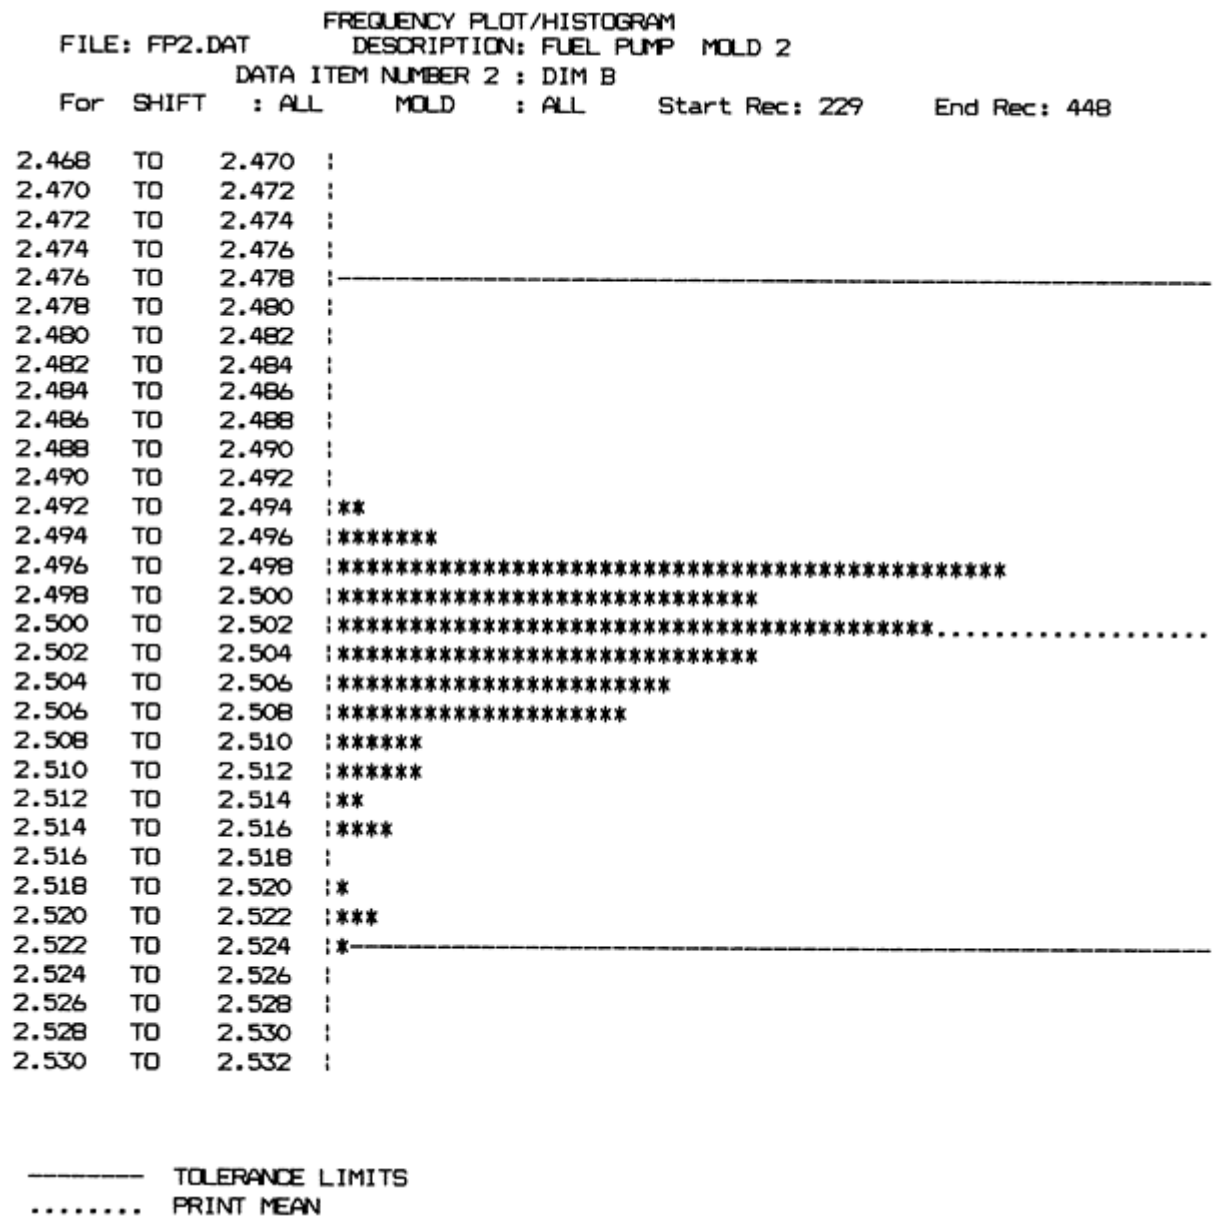 FREQUENCY PLOT/HISTOGRAM
FILE: FP2.DAT DESCRIPTION: FUEL PUMP MOLD 2
DATA ITEM NUMBER 2 : DIM B
For SHIFT : ALL MOLD : ALL Start Rec: 229 End Rec: 448
2.468 TO 2.470 ¦
2.470 TO 2.472 ¦
2.472 TO 2.474 ¦
2.474 TO 2.476 ¦
2.476 TO 2.478 ¦------------------------------------------------------------
2.478 TO 2.480 ¦
2.480 TO 2.482 ¦
2.482 TO 2.484 ¦
2.484 TO 2.486 ¦
2.486 TO 2.488 ¦
2.488 TO 2.490 ¦
2.490 TO 2.492 ¦
2.492 TO 2.494 ¦**
2.494 TO 2.496 ¦*******
2.496 TO 2.498 ¦**********************************************
2.498 TO 2.500 ¦*****************************
2.500 TO 2.502 ¦*****************************************...................
2.502 TO 2.504 ¦*****************************
2.504 TO 2.506 ¦***********************
2.506 TO 2.508 ¦********************
2.508 TO 2.510 ¦******
2.510 TO 2.512 ¦******
2.512 TO 2.514 ¦**
2.514 TO 2.516 ¦****
2.516 TO 2.518 ¦
2.518 TO 2.520 ¦*
2.520 TO 2.522 ¦***
2.522 TO 2.524 ¦*-----------------------------------------------------------
2.524 TO 2.526 ¦
2.526 TO 2.528 ¦
2.528 TO 2.530 ¦
2.530 TO 2.532 ¦
-------- TOLERANCE LIMITS
........ PRINT MEAN